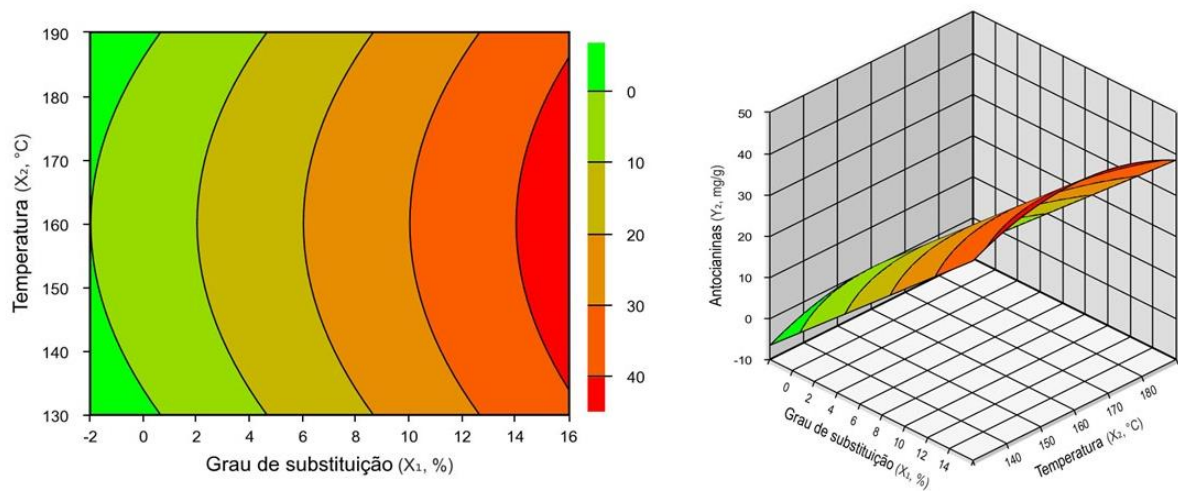 190
180
170
160
150
140
130
Temperatura (X₂, °C)
-2 0 2 4 6 8 10 12 14 16
Grau de substituição (X₁, %)
0
10
20
30
40
50
40
30
20
10
0
-10
Antocianinas (Y₂, mg/g)
0 2 4 6 8 10 12 14
Grau de substituição (X₁, %)
140 150 160 170 180
Temperatura (X₂, °C)